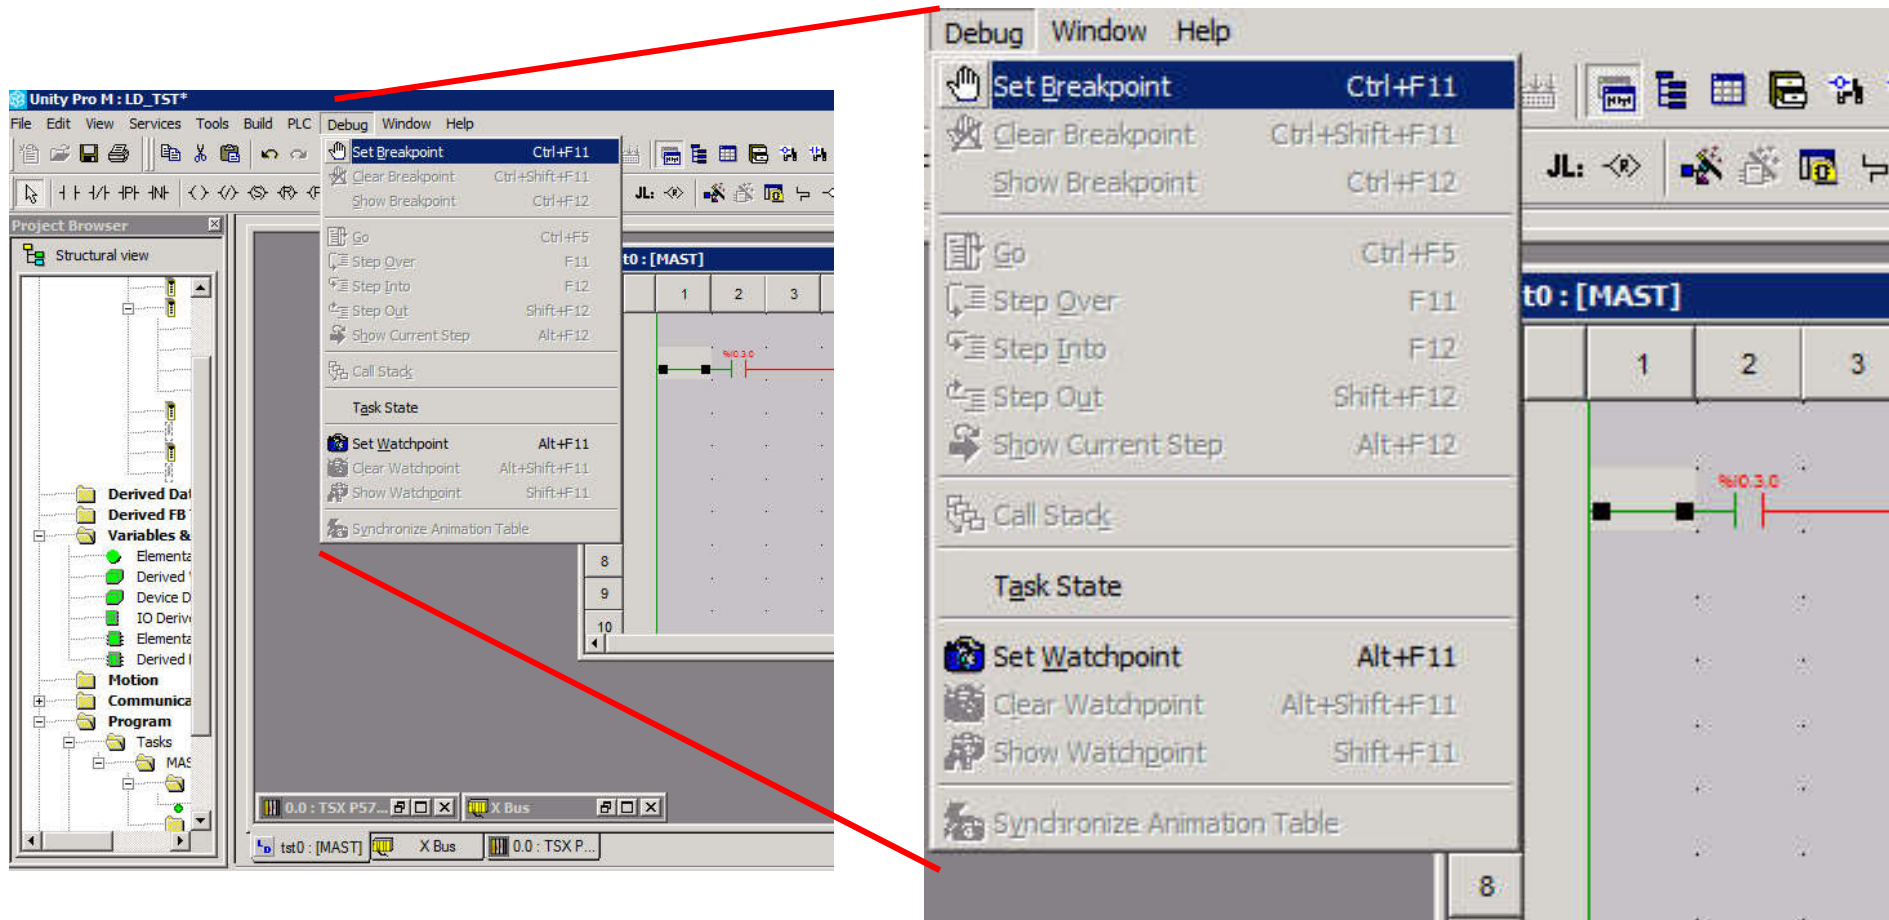 Unity Pro M : LD_TST*
File Edit View Services Tools Build PLC Debug Window Help
Set Breakpoint Ctrl+F11
Clear Breakpoint Ctrl+Shift+F11
Show Breakpoint Ctrl+F12
Go Ctrl+F5
Step Over F11
Step Into F12
Step Out Shift+F12
Show Current Step Alt+F12
Call Stack
Task State
Set Watchpoint Alt+F11
Clear Watchpoint Alt+Shift+F11
Show Watchpoint Shift+F11
Synchronize Animation Table
JL:
Project Browser
Structural view
Derived Dat
Derived FB
Variables &
Elementa
Derived
Device D
IO Derive
Elementa
Derived
Motion
Communica
Program
Tasks
MAS
t0 : [MAST]
1 2 3
%I0.3.0
8
9
10
0.0 : TSX P57...
X Bus
tst0 : [MAST]
X Bus
0.0 : TSX P...
Debug Window Help
Set Breakpoint Ctrl+F11
Clear Breakpoint Ctrl+Shift+F11
Show Breakpoint Ctrl+F12
Go Ctrl+F5
Step Over F11
Step Into F12
Step Out Shift+F12
Show Current Step Alt+F12
Call Stack
Task State
Set Watchpoint Alt+F11
Clear Watchpoint Alt+Shift+F11
Show Watchpoint Shift+F11
Synchronize Animation Table
JL:
t0 : [MAST]
1 2 3
%I0.3.0
8